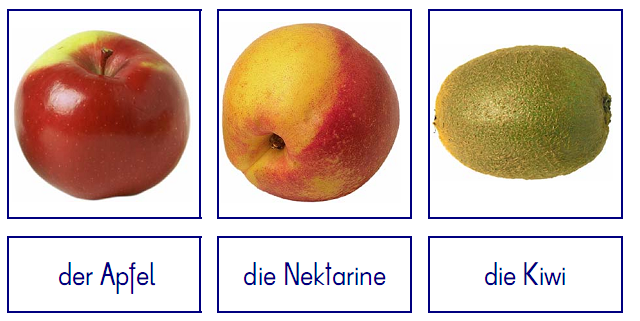 der Apfel
die Nektarine
die Kiwi